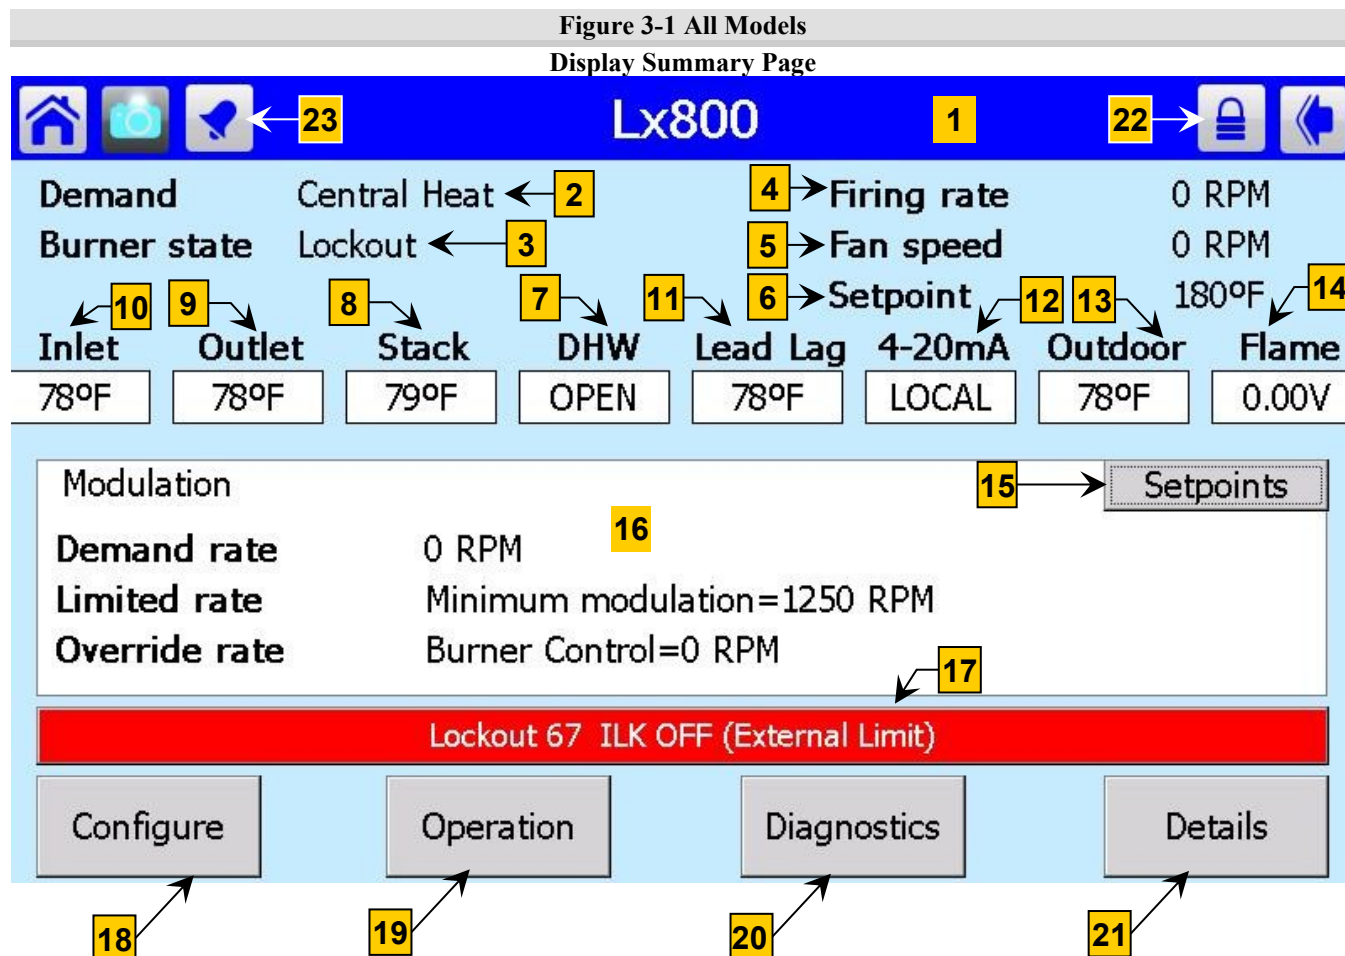 Figure 3-1 All Models
Display Summary Page
23 Lx800 1 22
Demand Central Heat 2 4 Firing rate 0 RPM
Burner state Lockout 3 5 Fan speed 0 RPM
6 Setpoint 180ºF
10 9 8 7 11 12 13 14
Inlet Outlet Stack DHW Lead Lag 4-20mA Outdoor Flame
78ºF 78ºF 79ºF OPEN 78ºF LOCAL 78ºF 0.00V
Modulation 15 Setpoints
Demand rate 0 RPM 16
Limited rate Minimum modulation=1250 RPM
Override rate Burner Control=0 RPM
17
Lockout 67 ILK OFF (External Limit)
Configure Operation Diagnostics Details
18 19 20 21